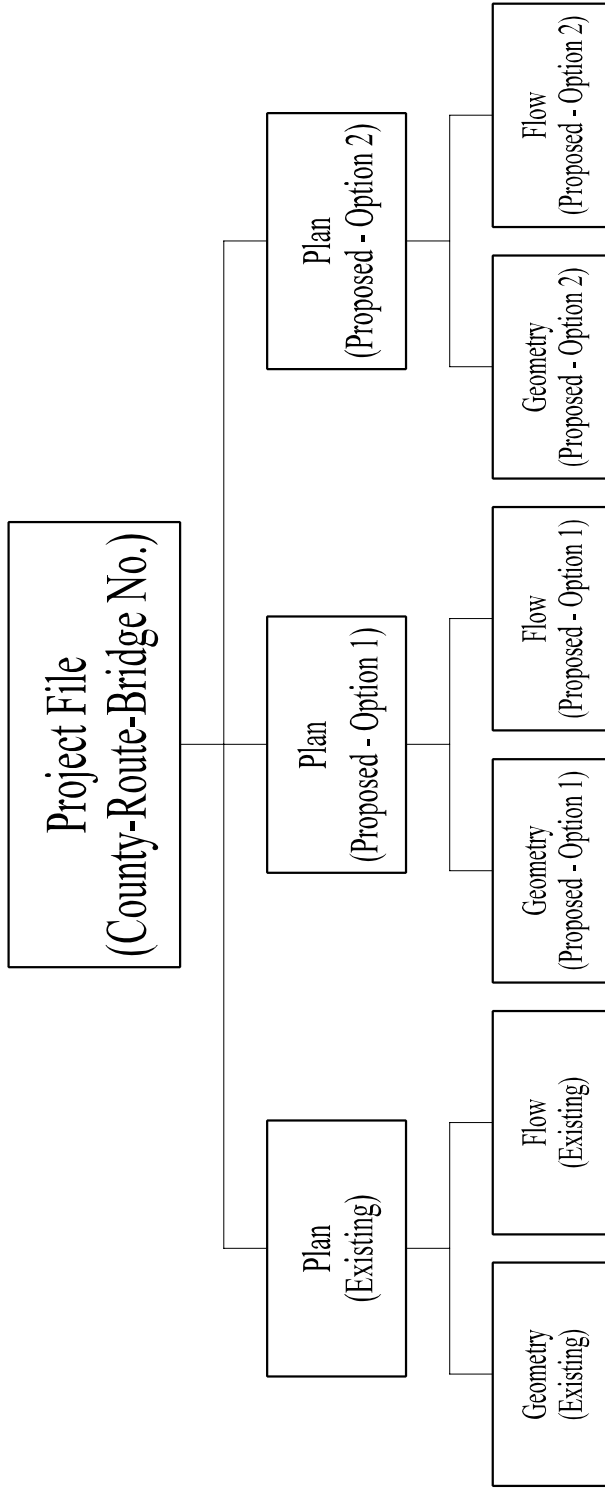 Project File
(County-Route-Bridge No.)
Plan
(Existing)
Plan
(Proposed - Option 1)
Plan
(Proposed - Option 2)
Geometry
(Existing)
Flow
(Existing)
Geometry
(Proposed - Option 1)
Flow
(Proposed - Option 1)
Geometry
(Proposed - Option 2)
Flow
(Proposed - Option 2)